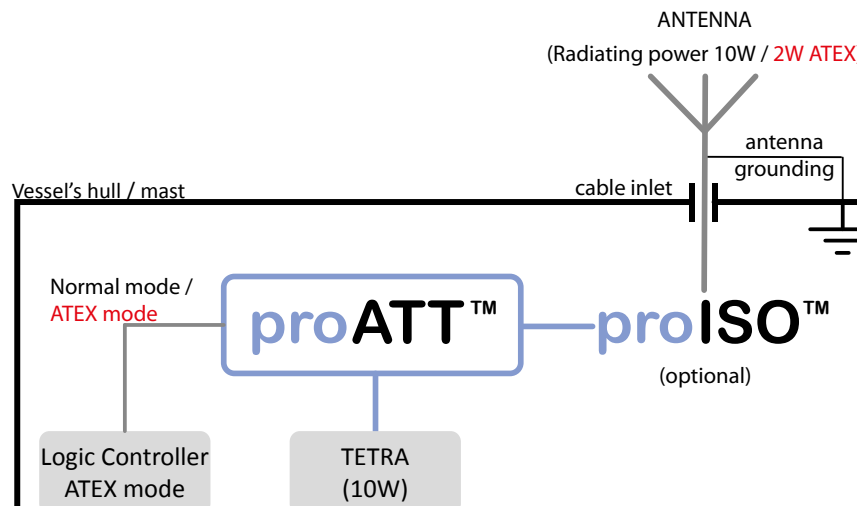 ANTENNA
(Radiating power 10W / 2W ATEX)
antenna
grounding
cable inlet
Vessel's hull / mast
Normal mode /
ATEX mode
proATT™
proISO™
(optional)
Logic Controller
ATEX mode
TETRA
(10W)